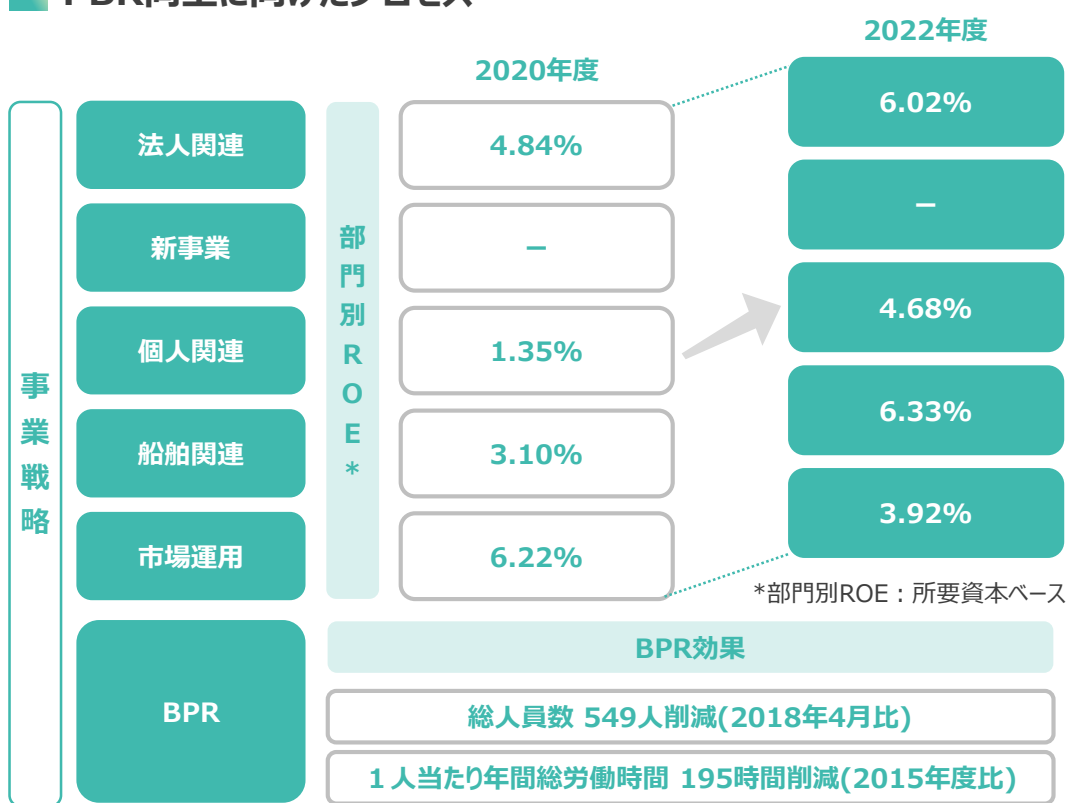 2022年度
2020年度
事業戦略
部門別ROE*
法人関連
4.84%
6.02%
新事業
–
–
個人関連
1.35%
4.68%
船舶関連
3.10%
6.33%
市場運用
6.22%
3.92%
*部門別ROE：所要資本ベース
BPR
BPR効果
総人員数 549人削減(2018年4月比)
1人当たり年間総労働時間 195時間削減(2015年度比)